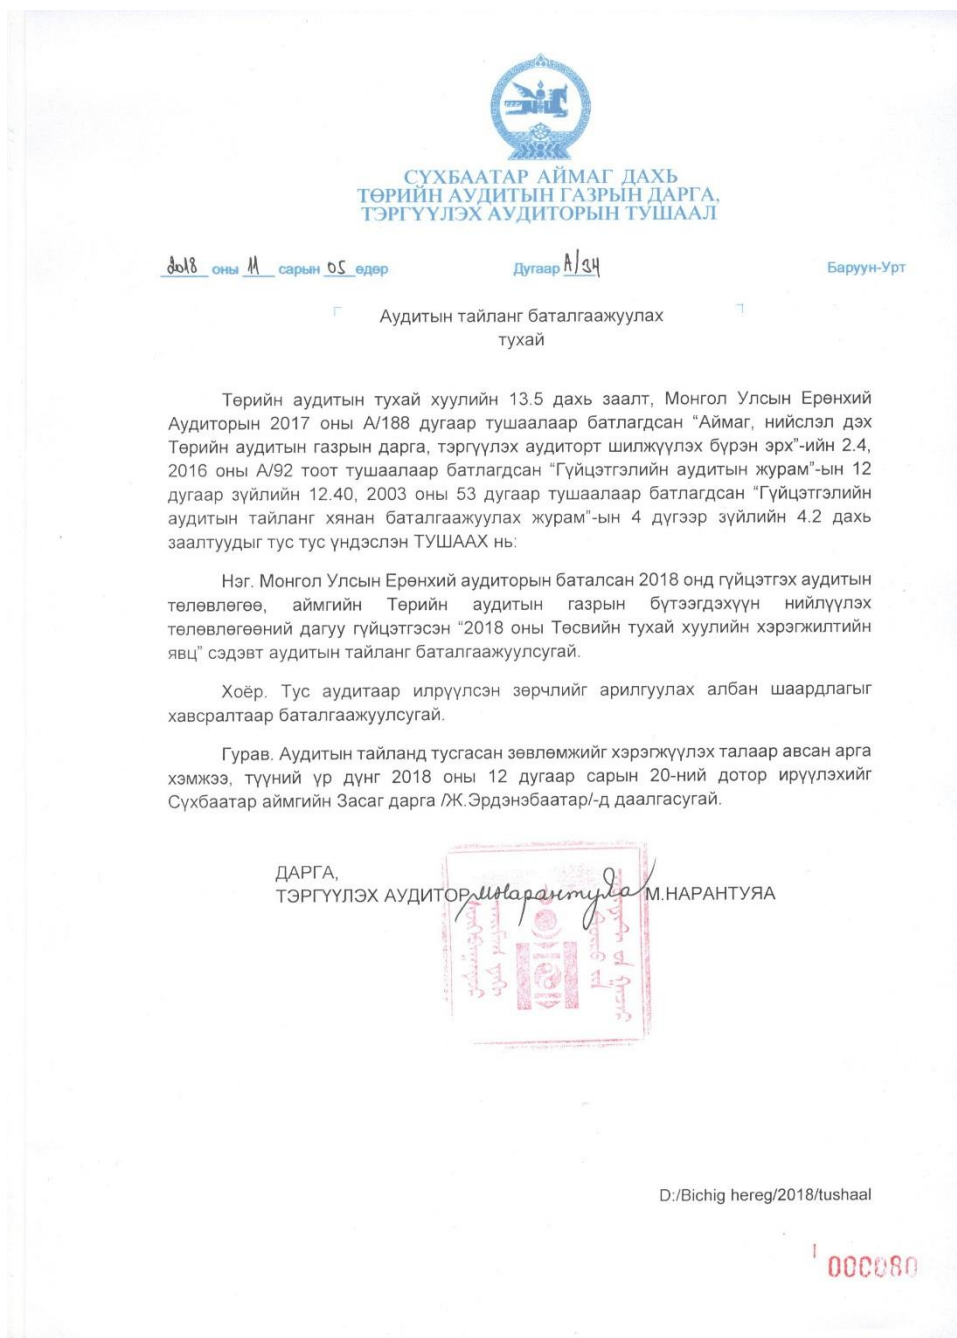 СҮХБААТАР АЙМАГ ДАХЬ
ТӨРИЙН АУДИТЫН ГАЗРЫН ДАРГА,
ТЭРГҮҮЛЭХ АУДИТОРЫН ТУШААЛ
2018 оны 11 сарын 05 өдөр Дугаар А/34 Баруун-Урт
Аудитын тайланг баталгаажуулах
тухай
Төрийн аудитын тухай хуулийн 13.5 дахь заалт, Монгол Улсын Ерөнхий
Аудиторын 2017 оны А/188 дугаар тушаалаар батлагдсан “Аймаг, нийслэл дэх
Төрийн аудитын газрын дарга, тэргүүлэх аудиторт шилжүүлэх бүрэн эрх”-ийн 2.4,
2016 оны А/92 тоот тушаалаар батлагдсан “Гүйцэтгэлийн аудитын журам”-ын 12
дугаар зүйлийн 12.40, 2003 оны 53 дугаар тушаалаар батлагдсан “Гүйцэтгэлийн
аудитын тайланг хянан баталгаажуулах журам”-ын 4 дүгээр зүйлийн 4.2 дахь
заалтуудыг тус тус үндэслэн ТУШААХ нь:
Нэг. Монгол Улсын Ерөнхий аудиторын баталсан 2018 онд гүйцэтгэх аудитын
төлөвлөгөө, аймгийн Төрийн аудитын газрын бүтээгдэхүүн нийлүүлэх
төлөвлөгөөний дагуу гүйцэтгэсэн “2018 оны Төсвийн тухай хуулийн хэрэгжилтийн
явц” сэдэвт аудитын тайланг баталгаажуулсугай.
Хоёр. Тус аудитаар илрүүлсэн зөрчлийг арилгуулах албан шаардлагыг
хавсралтаар баталгаажуулсугай.
Гурав. Аудитын тайланд тусгасан зөвлөмжийг хэрэгжүүлэх талаар авсан арга
хэмжээ, түүний үр дүнг 2018 оны 12 дугаар сарын 20-ний дотор ирүүлэхийг
Сүхбаатар аймгийн Засаг дарга /Ж.Эрдэнэбаатар/-д даалгасугай.
ДАРГА,
ТЭРГҮҮЛЭХ АУДИТОР М.НАРАНТУЯА
D:/Bichig hereg/2018/tushaal
000080